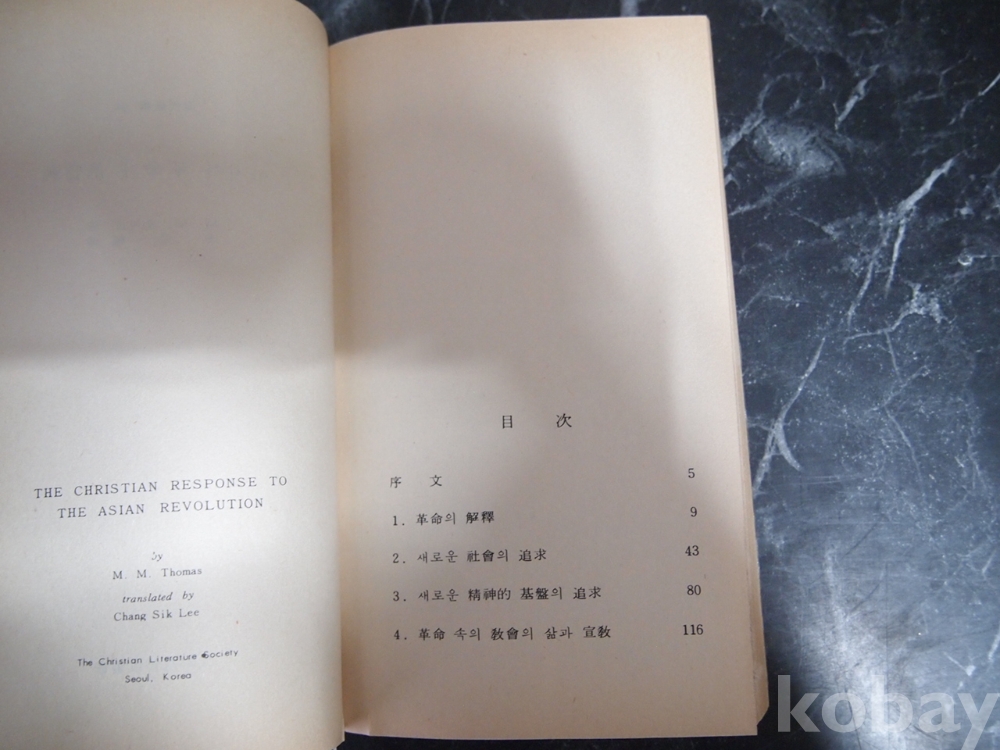 THE CHRISTIAN RESPONSE TO
THE ASIAN REVOLUTION
by
M. M. Thomas
translated by
Chang Sik Lee
The Christian Literature Society
Seoul, Korea
目 次
序 文 5
1. 革命의 解釋 9
2. 새로운 社會의 追求 43
3. 새로운 精神的 基盤의 追求 80
4. 革命 속의 敎會의 삶과 宣敎 116
kobay